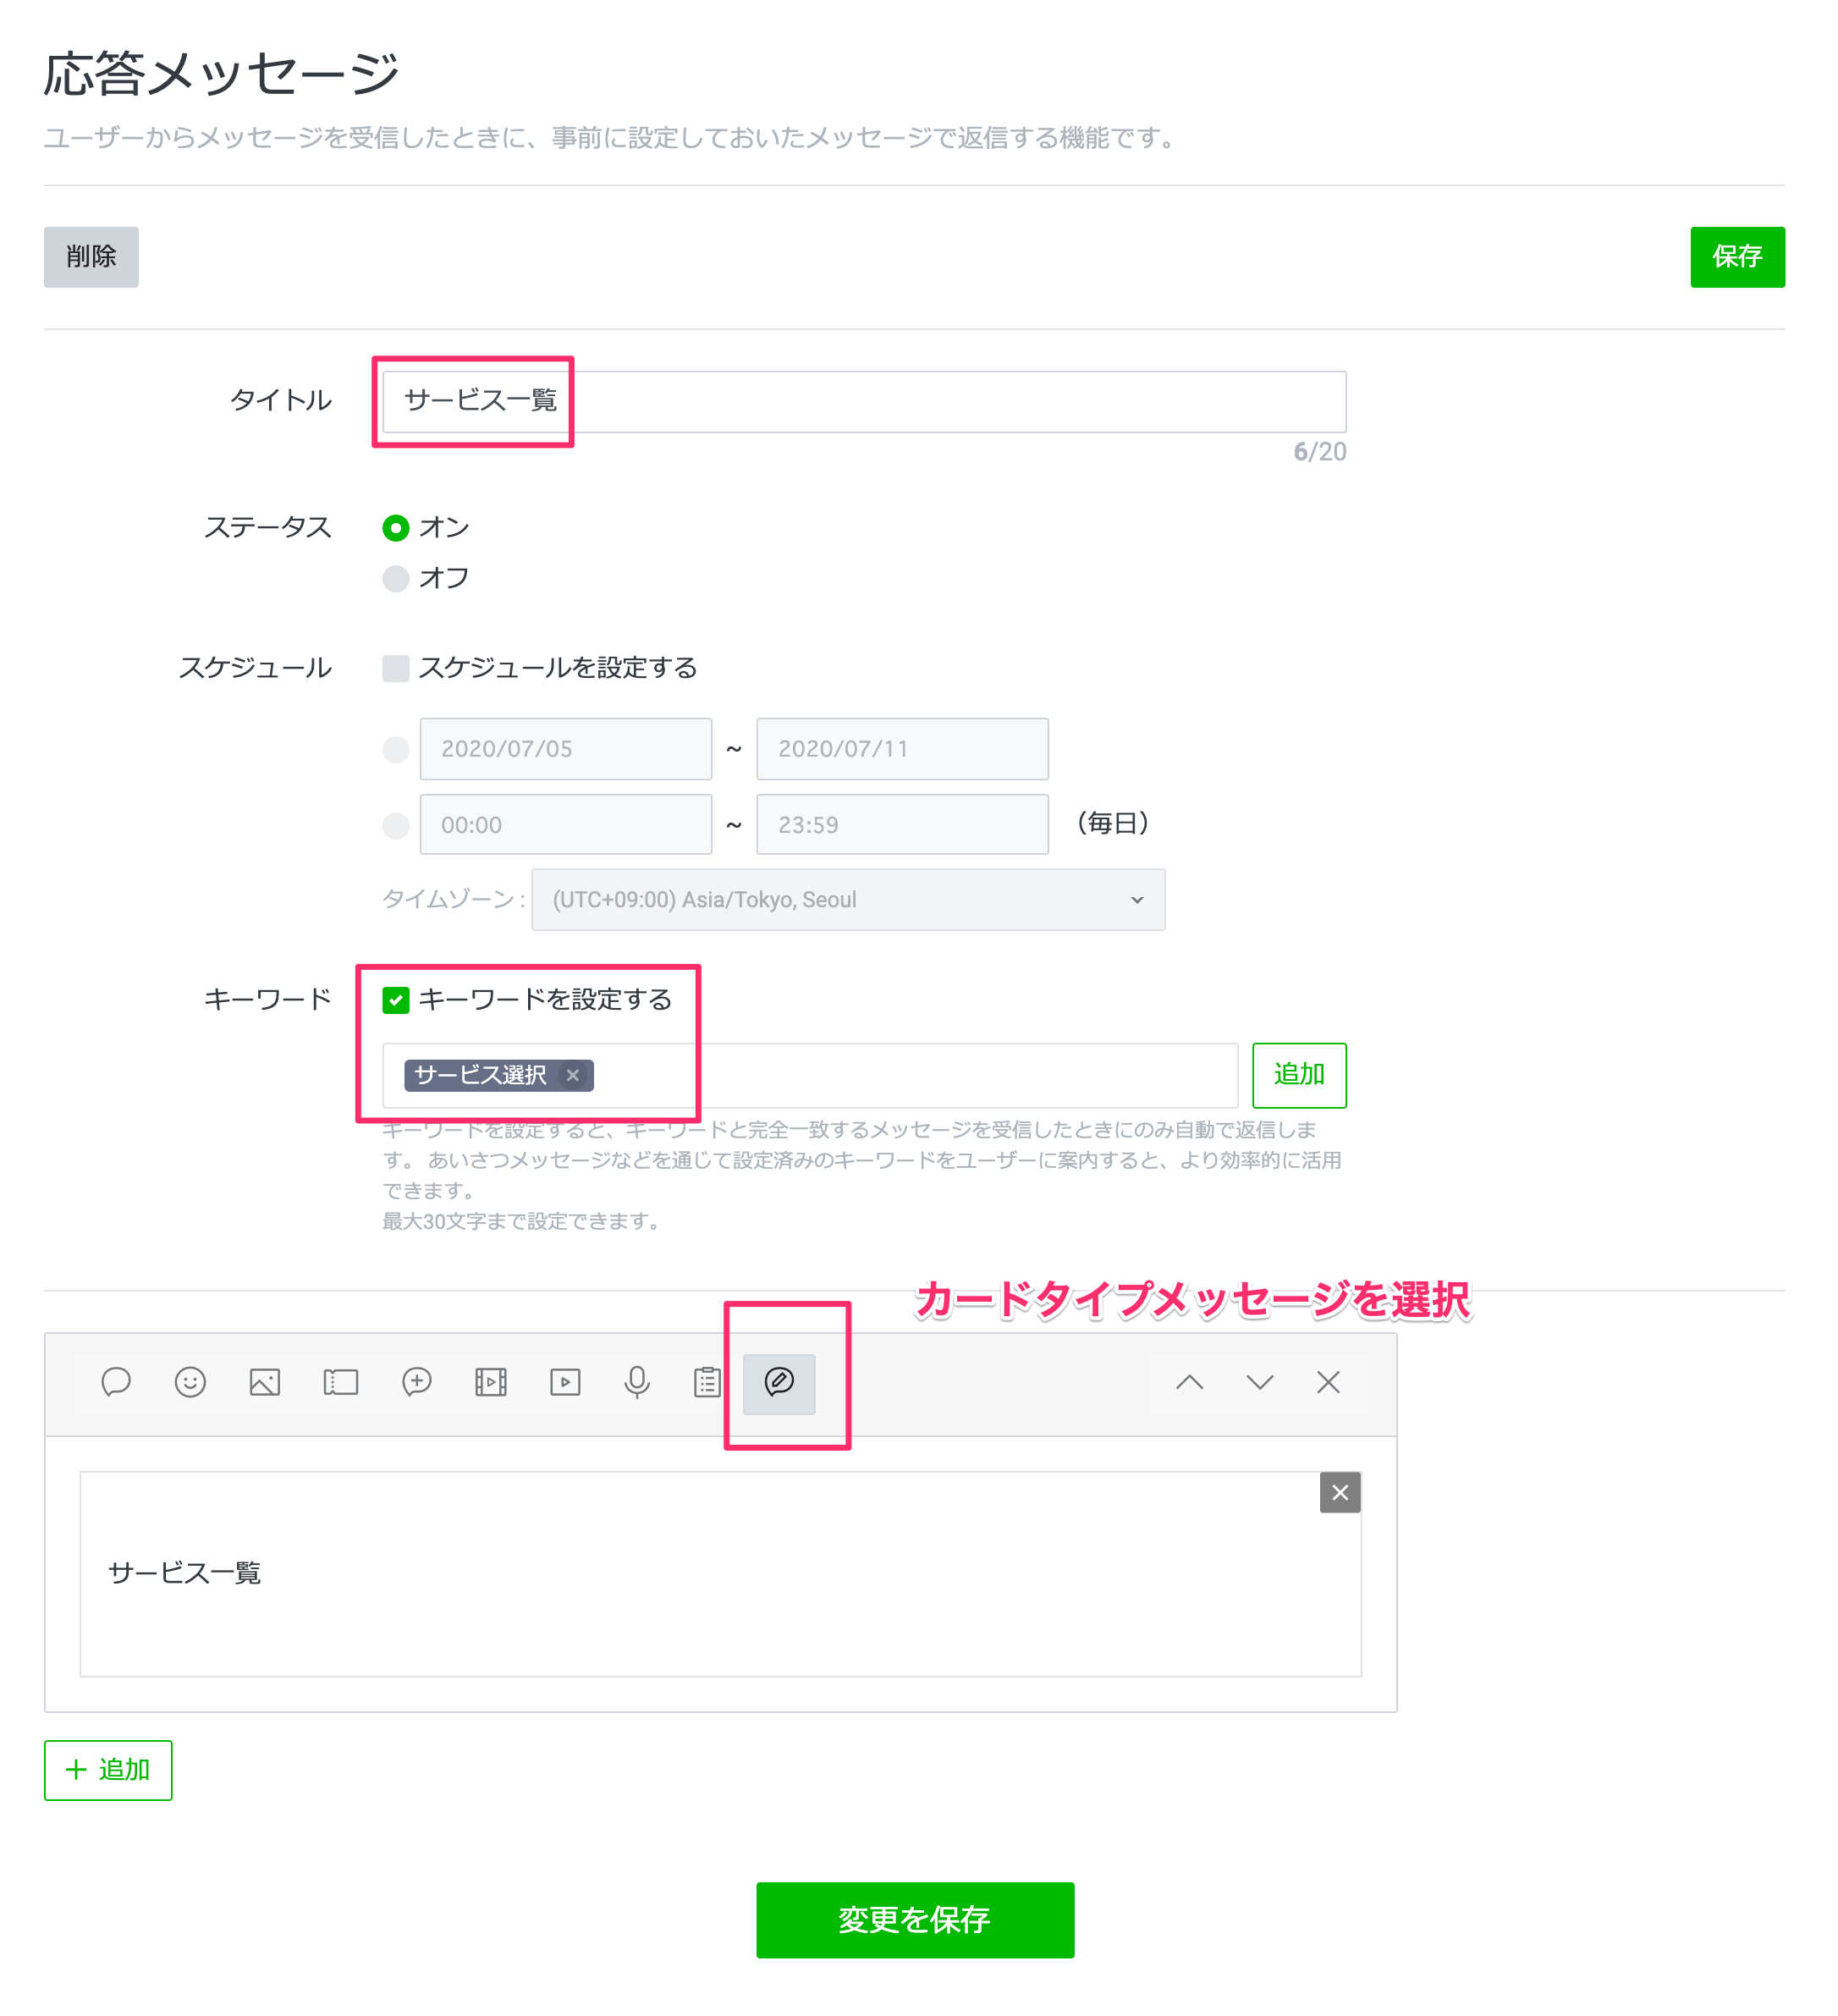 応答メッセージ
ユーザーからメッセージを受信したときに、事前に設定しておいたメッセージで返信する機能です。
削除
保存
タイトル
サービス一覧
6/20
ステータス
オン
オフ
スケジュール
スケジュールを設定する
2020/07/05 ~ 2020/07/11
00:00 ~ 23:59 (毎日)
タイムゾーン : (UTC+09:00) Asia/Tokyo, Seoul
キーワード
キーワードを設定する
サービス選択
追加
キーワードを設定すると、キーワードと完全一致するメッセージを受信したときにのみ自動で返信しま
す。 あいさつメッセージなどを通じて設定済みのキーワードをユーザーに案内すると、より効率的に活用
できます。
最大30文字まで設定できます。
カードタイプメッセージを選択
サービス一覧
+ 追加
変更を保存